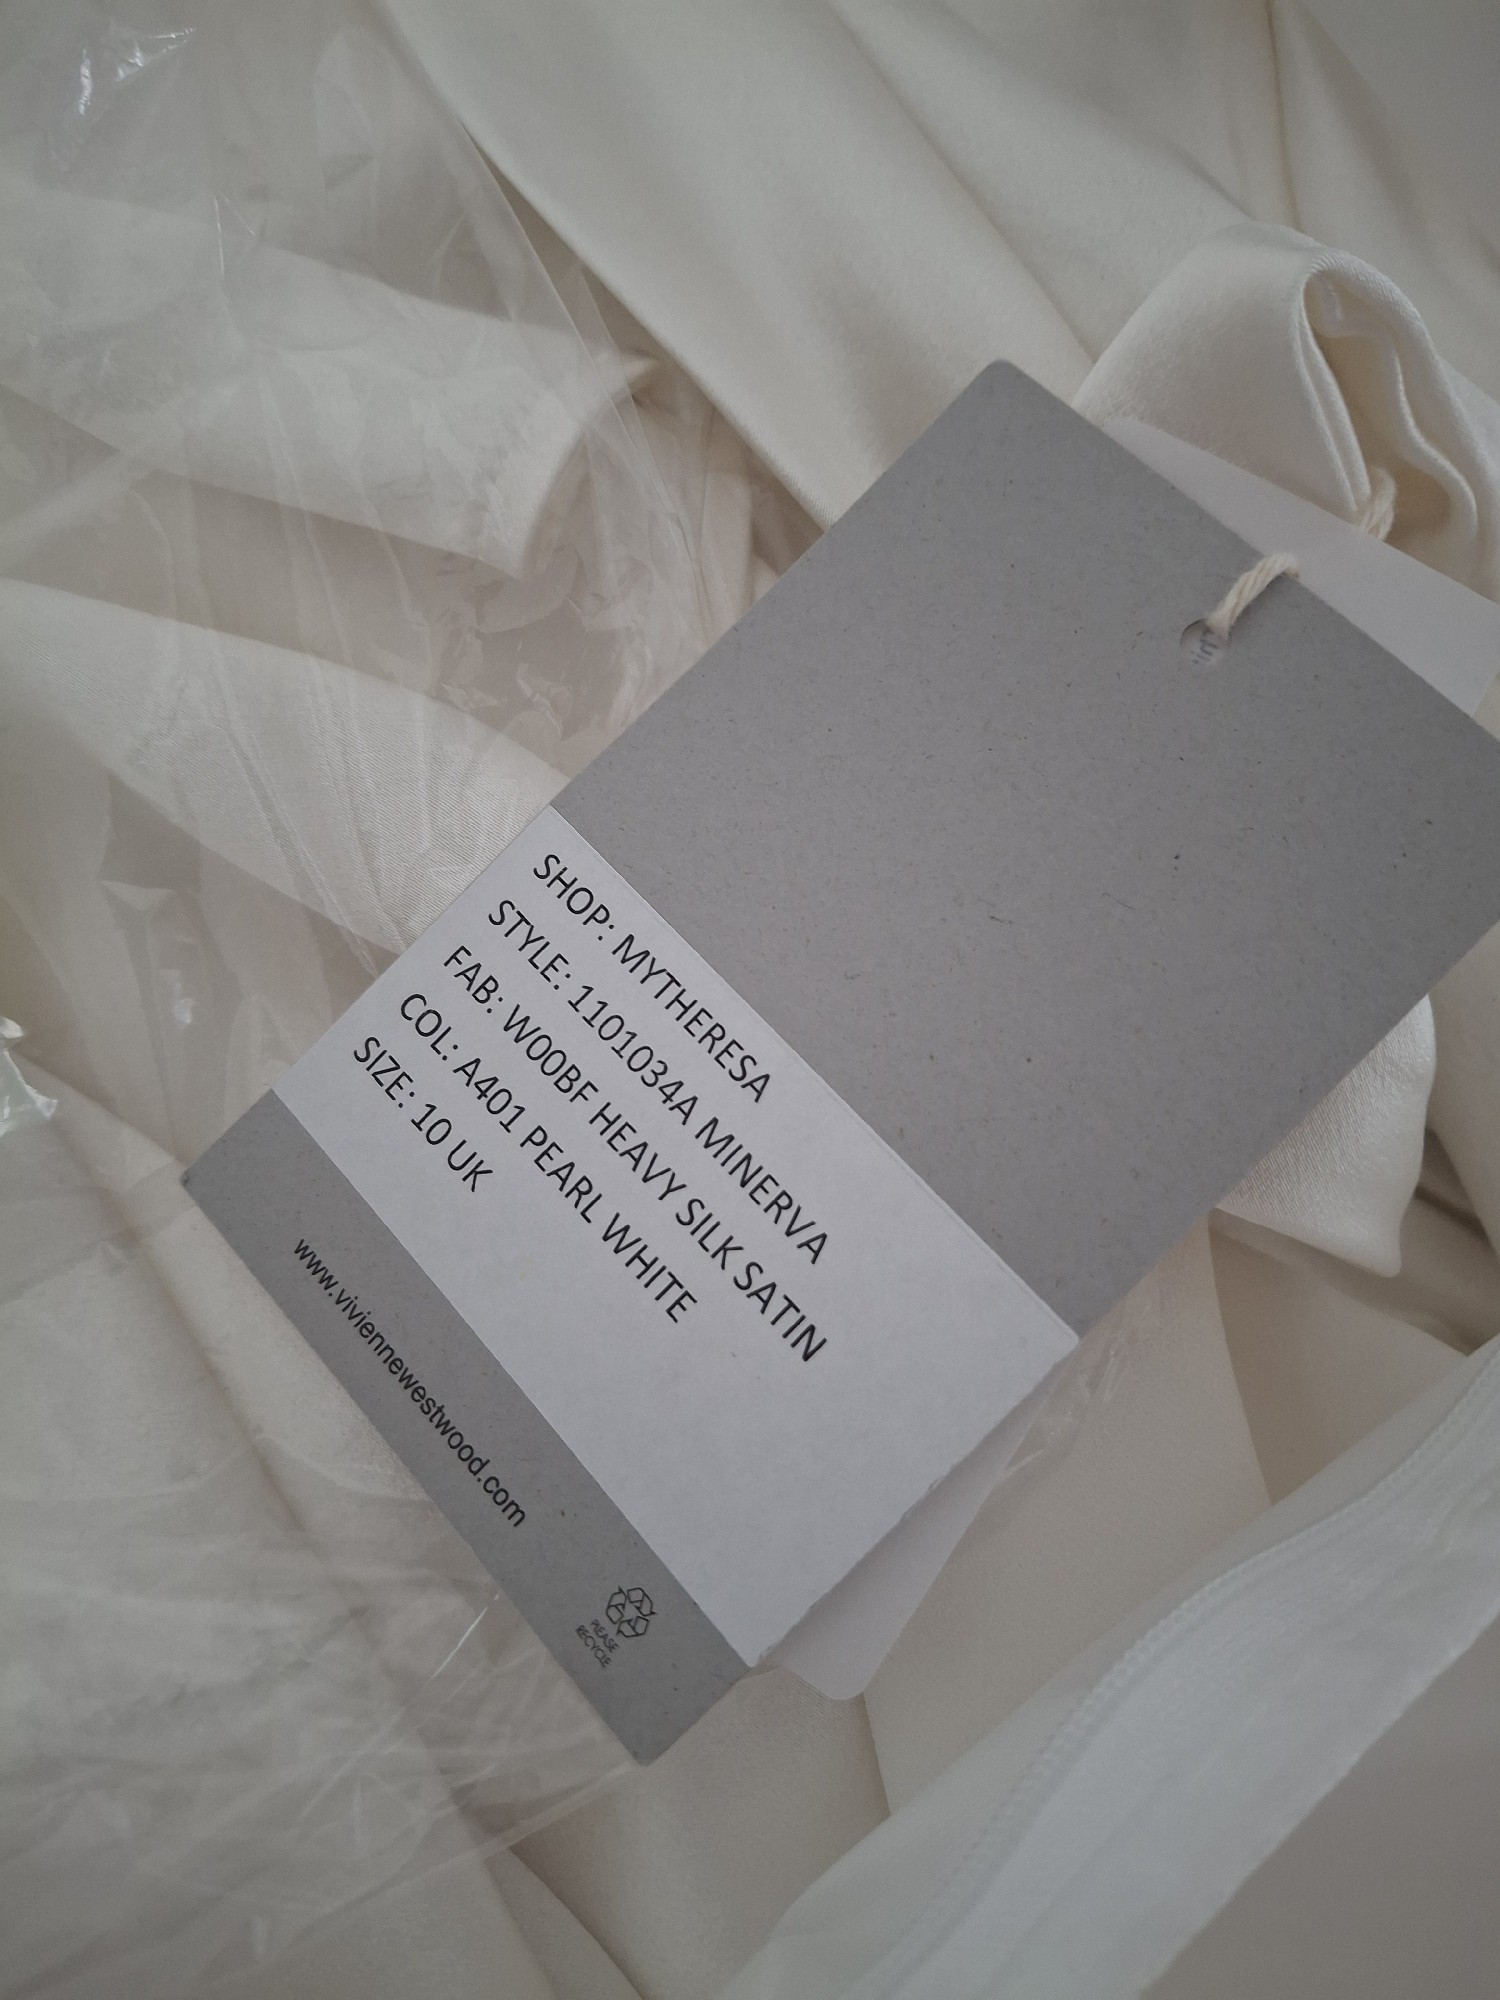 SHOP: MYTHERESA
STYLE: 1101034A MINERVA
FAB: W00BF HEAVY SILK SATIN
COL: A401 PEARL WHITE
SIZE: 10 UK
www.viviennewestwood.com
PLEASE
RECYCLE